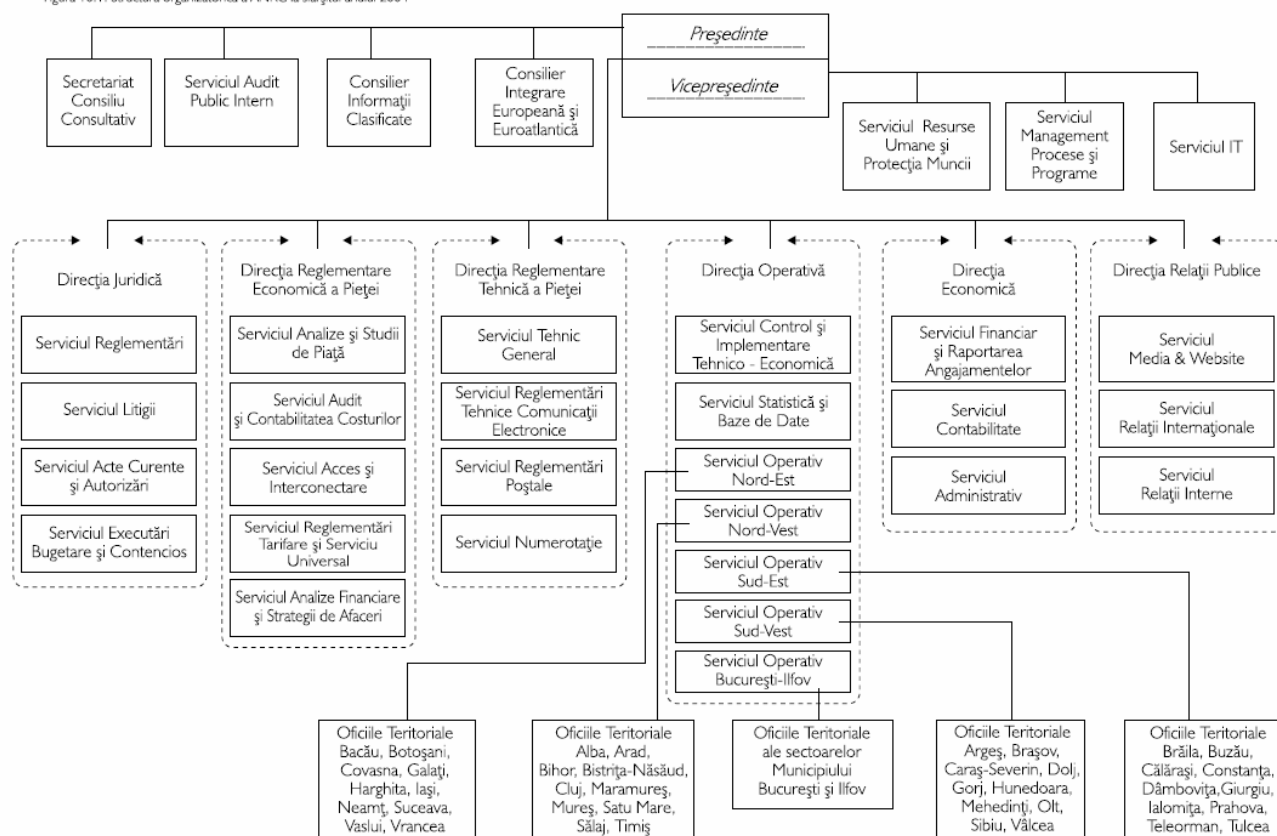 Figura 10.1. Structura organizatorică a ANRC la sfârşitul anului 2004
Preşedinte
Vicepreşedinte
Secretariat
Consiliu
Consultativ
Serviciul Audit
Public Intern
Consilier
Informaţii
Clasificate
Consilier
Integrare
Europeană şi
Euroatlantică
Serviciul Resurse
Umane şi
Protecţia Muncii
Serviciul
Management
Procese şi
Programe
Serviciul IT
Direcţia Juridică
Serviciul Reglementări
Serviciul Litigii
Serviciul Acte Curente
şi Autorizări
Serviciul Executări
Bugetare şi Contencios
Direcţia Reglementare
Economică a Pieţei
Serviciul Analize şi Studii
de Piaţă
Serviciul Audit
şi Contabilitatea Costurilor
Serviciul Acces şi
Interconectare
Serviciul Reglementări
Tarifare şi Serviciu
Universal
Serviciul Analize Financiare
şi Strategii de Afaceri
Direcţia Reglementare
Tehnică a Pieţei
Serviciul Tehnic
General
Serviciul Reglementări
Tehnice Comunicaţii
Electronice
Serviciul Reglementări
Poştale
Serviciul Numerotaţie
Direcţia Operativă
Serviciul Control şi
Implementare
Tehnico - Economică
Serviciul Statistică şi
Baze de Date
Serviciul Operativ
Nord-Est
Serviciul Operativ
Nord-Vest
Serviciul Operativ
Sud-Est
Serviciul Operativ
Sud-Vest
Serviciul Operativ
Bucureşti-Ilfov
Direcţia
Economică
Serviciul Financiar
şi Raportarea
Angajamentelor
Serviciul
Contabilitate
Serviciul
Administrativ
Direcţia Relaţii Publice
Serviciul
Media & Website
Serviciul
Relaţii Internaţionale
Serviciul
Relaţii Interne
Oficiile Teritoriale
Bacău, Botoşani,
Covasna, Galaţi,
Harghita, Iaşi,
Neamţ, Suceava,
Vaslui, Vrancea
Oficiile Teritoriale
Alba, Arad,
Bihor, Bistriţa-Năsăud,
Cluj, Maramureş,
Mureş, Satu Mare,
Sălaj, Timiş
Oficiile Teritoriale
ale sectoarelor
Municipiului
Bucureşti şi Ilfov
Oficiile Teritoriale
Argeş, Braşov,
Caraş-Severin, Dolj,
Gorj, Hunedoara,
Mehedinţi, Olt,
Sibiu, Vâlcea
Oficiile Teritoriale
Brăila, Buzău,
Călăraşi, Constanţa,
Dâmboviţa,Giurgiu,
Ialomiţa, Prahova,
Teleorman, Tulcea